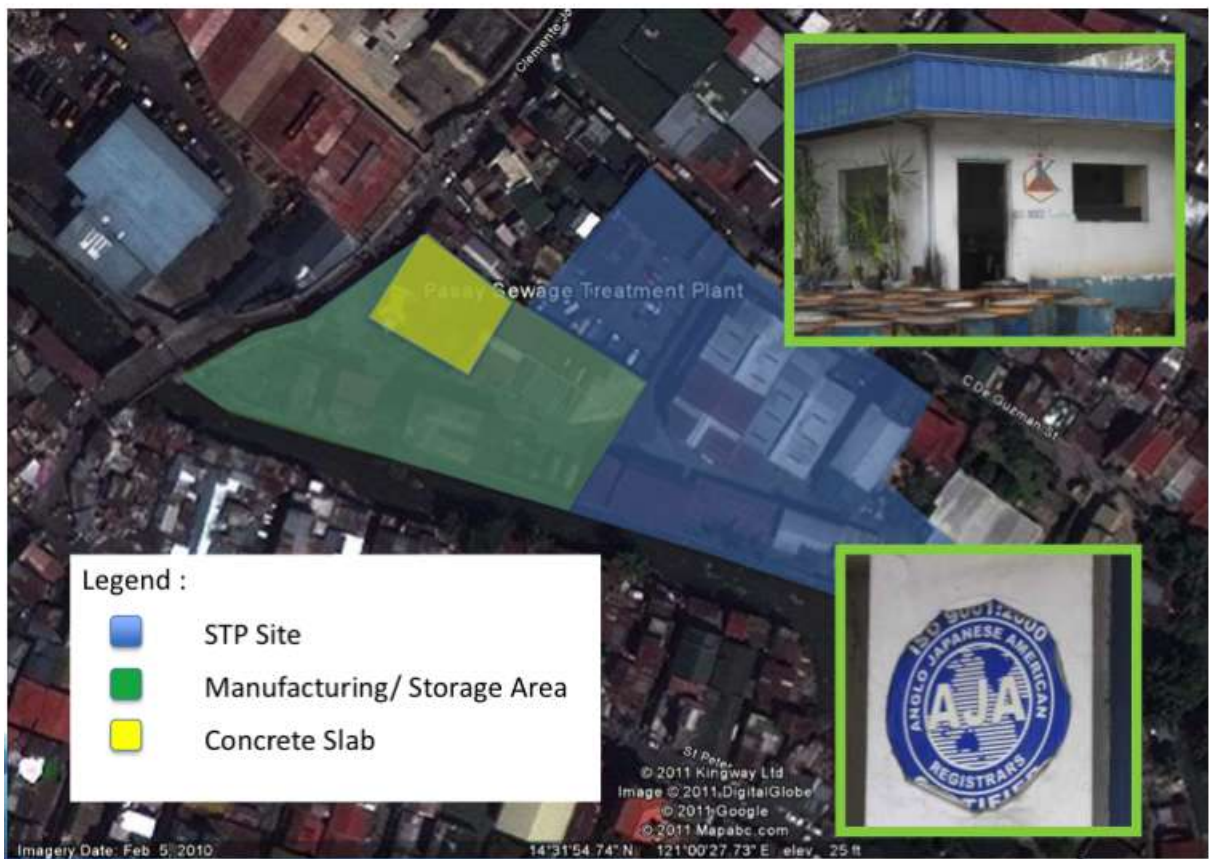 Clemente Jo
Pasay Sewage Treatment Plant
C De Guzman St
Legend :
STP Site
Manufacturing/ Storage Area
Concrete Slab
ISO 9001:2000
ANGLO JAPANESE AMERICAN
AJA
REGISTRARS
St Peter
© 2011 Kingway Ltd
Image © 2011 DigitalGlobe
© 2011 Google
© 2011 Mapabc.com
Imagery Date: Feb 5, 2010
14°31'54.74" N 121°00'27.73" E elev 25 ft